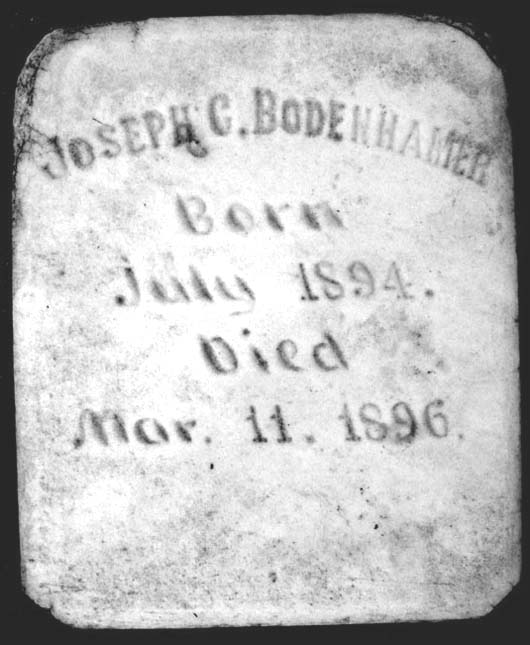 JOSEPH C. BODENHAMER
Born
July 1894.
Died
Mar. 11. 1896.